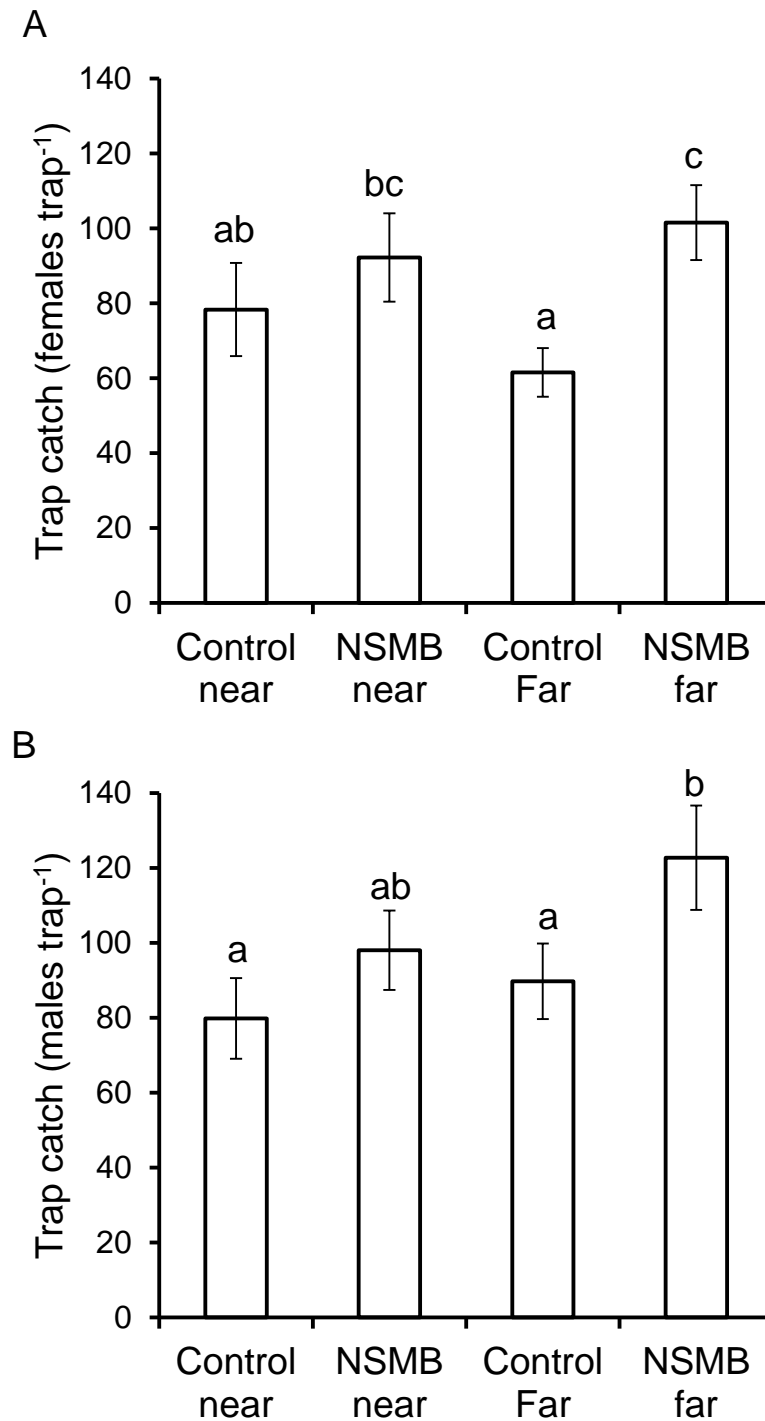 A
Trap catch (females trap⁻¹)
140
120
100
80
60
40
20
0
ab
bc
a
c
Control near
NSMB near
Control Far
NSMB far
B
Trap catch (males trap⁻¹)
140
120
100
80
60
40
20
0
a
ab
a
b
Control near
NSMB near
Control Far
NSMB far